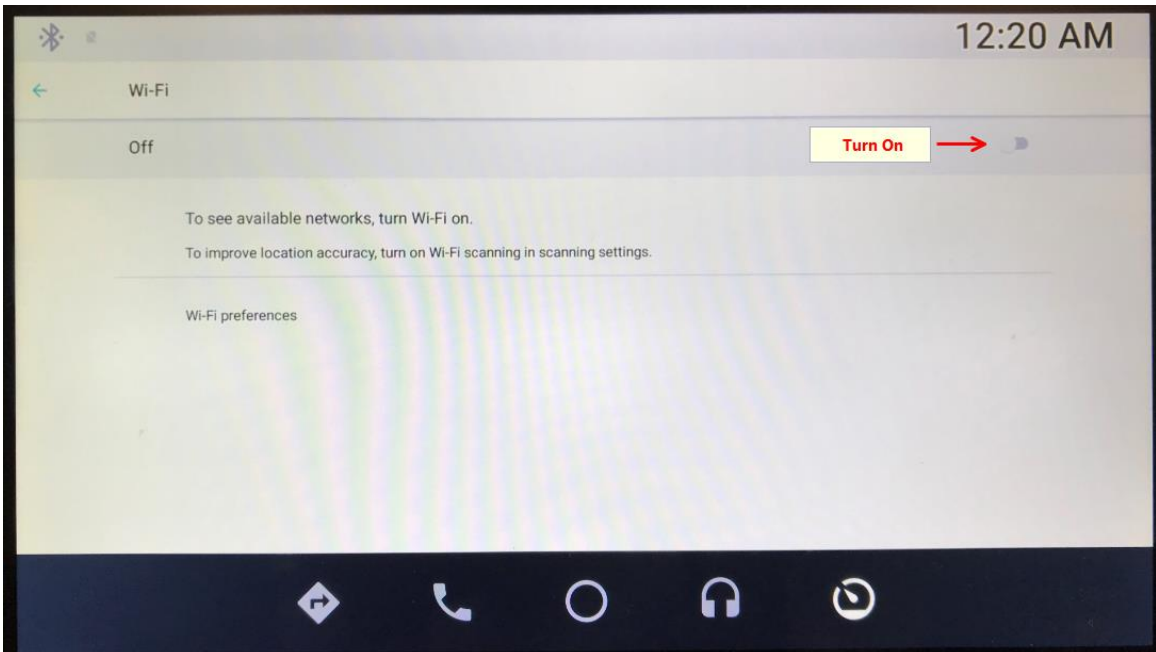 12:20 AM
Wi-Fi
Off
Turn On
To see available networks, turn Wi-Fi on.
To improve location accuracy, turn on Wi-Fi scanning in scanning settings.
Wi-Fi preferences